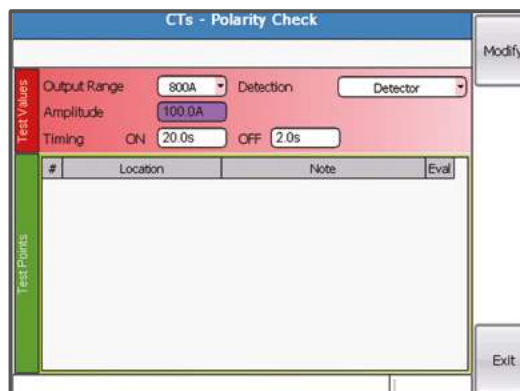 CTs - Polarity Check
Modify
Test Values
Output Range 800A Detection Detector
Amplitude 100.0A
Timing ON 20.0s OFF 2.0s
# Location Note Eval
Test Points
Exit